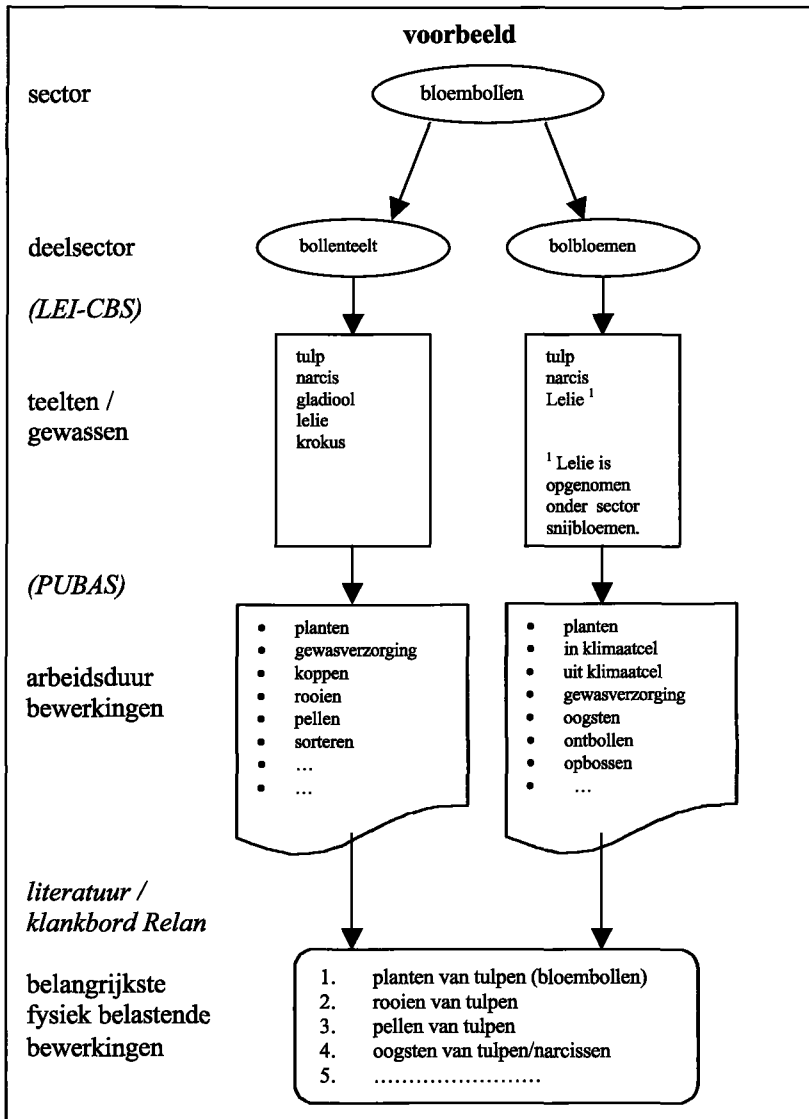 voorbeeld
sector
bloembollen
deelsector
bollenteelt
bolbloemen
(LEI-CBS)
teelten /
gewassen
tulp
narcis
gladiool
lelie
krokus
tulp
narcis
Lelie ¹
¹ Lelie is
opgenomen
onder sector
snijbloemen.
(PUBAS)
arbeidsduur
bewerkingen
• planten
• gewasverzorging
• koppen
• rooien
• pellen
• sorteren
• ...
• ...
• planten
• in klimaatcel
• uit klimaatcel
• gewasverzorging
• oogsten
• ontbollen
• opbossen
• ...
literatuur /
klankbord Relan
belangrijkste
fysiek belastende
bewerkingen
1. planten van tulpen (bloembollen)
2. rooien van tulpen
3. pellen van tulpen
4. oogsten van tulpen/narcissen
5. ...........................